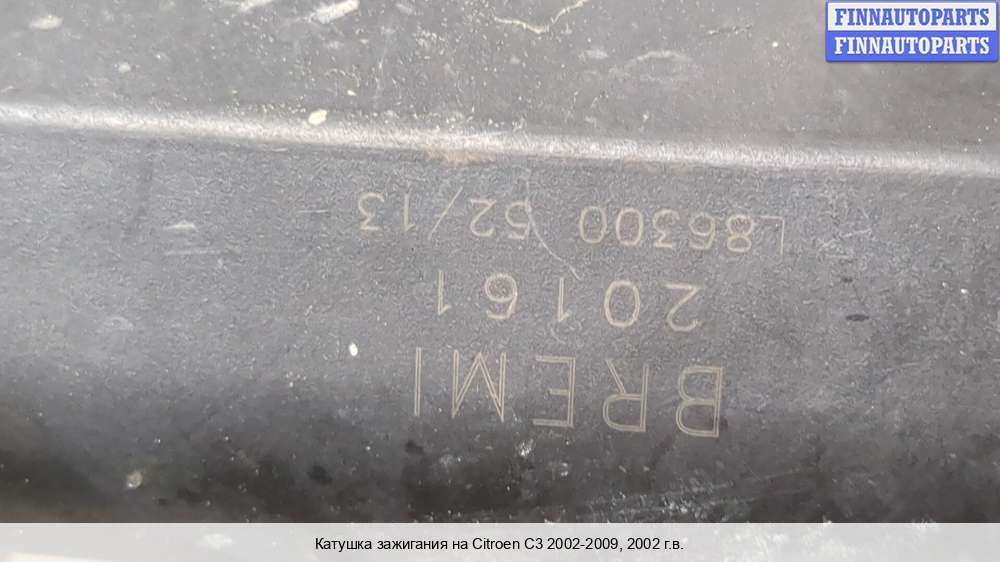 FINNAUTOPARTS
FINNAUTOPARTS
BREMI
20161
L86300 52/13
Катушка зажигания на Citroen C3 2002-2009, 2002 г.в.